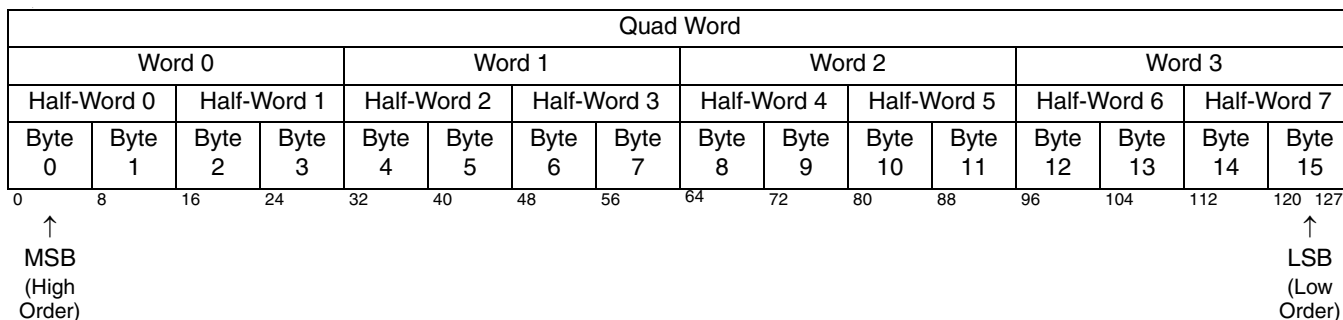 Quad Word
Word 0 Word 1 Word 2 Word 3
Half-Word 0 Half-Word 1 Half-Word 2 Half-Word 3 Half-Word 4 Half-Word 5 Half-Word 6 Half-Word 7
Byte Byte Byte Byte Byte Byte Byte Byte Byte Byte Byte Byte Byte Byte Byte Byte
0 1 2 3 4 5 6 7 8 9 10 11 12 13 14 15
0 8 16 24 32 40 48 56 64 72 80 88 96 104 112 120 127
↑ ↑
MSB LSB
(High (Low
Order) Order)